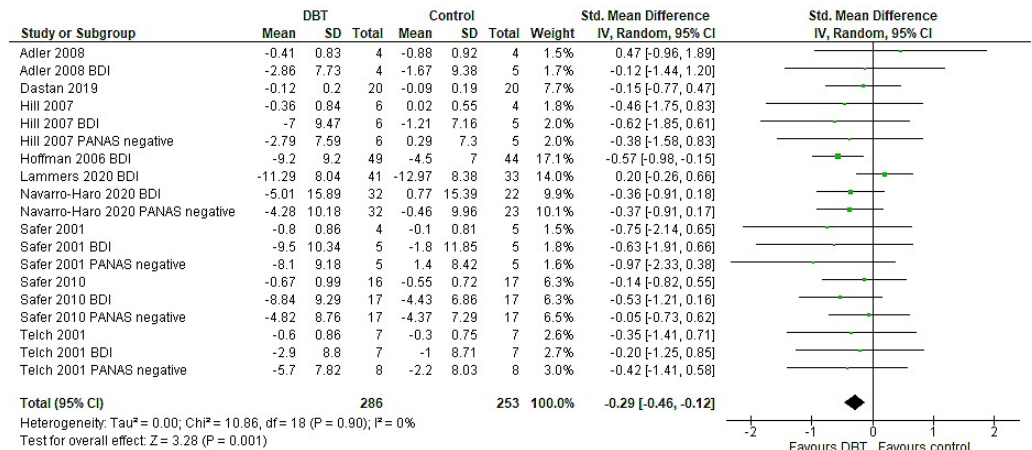 DBT Control Std. Mean Difference Std. Mean Difference
Study or Subgroup Mean SD Total Mean SD Total Weight IV, Random, 95% CI IV, Random, 95% CI
Adler 2008 -0.41 0.83 4 -0.88 0.92 4 1.5% 0.47 [-0.96, 1.89]
Adler 2008 BDI -2.86 7.73 4 -1.67 9.38 5 1.7% -0.12 [-1.44, 1.20]
Dastan 2019 -0.12 0.2 20 -0.09 0.19 20 7.7% -0.15 [-0.77, 0.47]
Hill 2007 -0.36 0.84 6 0.02 0.55 4 1.8% -0.46 [-1.75, 0.83]
Hill 2007 BDI -7 9.47 6 -1.21 7.16 5 2.0% -0.62 [-1.85, 0.61]
Hill 2007 PANAS negative -2.79 7.59 6 0.29 7.3 5 2.1% -0.38 [-1.58, 0.83]
Hoffman 2006 BDI -9.2 9.2 49 -4.5 7 44 17.1% -0.57 [-0.98, -0.15]
Lammers 2020 BDI -11.29 8.04 41 -12.97 8.38 33 14.0% 0.20 [-0.26, 0.66]
Navarro-Haro 2020 BDI -5.01 15.89 32 0.77 15.39 22 9.9% -0.36 [-0.91, 0.18]
Navarro-Haro 2020 PANAS negative -4.28 10.18 32 -0.46 9.96 23 10.1% -0.37 [-0.91, 0.17]
Safer 2001 -0.8 0.86 4 -0.1 0.81 5 1.5% -0.75 [-2.14, 0.65]
Safer 2001 BDI -9.5 10.34 5 -1.8 11.85 5 1.8% -0.63 [-1.91, 0.66]
Safer 2001 PANAS negative -8.1 9.18 5 1.4 8.42 5 1.6% -0.97 [-2.33, 0.38]
Safer 2010 -0.67 0.99 16 -0.55 0.72 17 6.3% -0.14 [-0.82, 0.55]
Safer 2010 BDI -8.84 9.29 17 -4.43 6.86 17 6.3% -0.53 [-1.21, 0.16]
Safer 2010 PANAS negative -4.82 8.76 17 -4.37 7.29 17 6.5% -0.05 [-0.73, 0.62]
Telch 2001 -0.6 0.86 7 -0.3 0.75 7 2.6% -0.35 [-1.41, 0.71]
Telch 2001 BDI -2.9 8.8 7 -1 8.71 7 2.7% -0.20 [-1.25, 0.85]
Telch 2001 PANAS negative -5.7 7.82 8 -2.2 8.03 8 3.0% -0.42 [-1.41, 0.58]
Total (95% CI) 286 253 100.0% -0.29 [-0.46, -0.12]
Heterogeneity: Tau² = 0.00; Chi² = 10.86, df = 18 (P = 0.90); I² = 0%
Test for overall effect: Z = 3.28 (P = 0.001)
-2 -1 0 1 2
Favours DBT Favours control